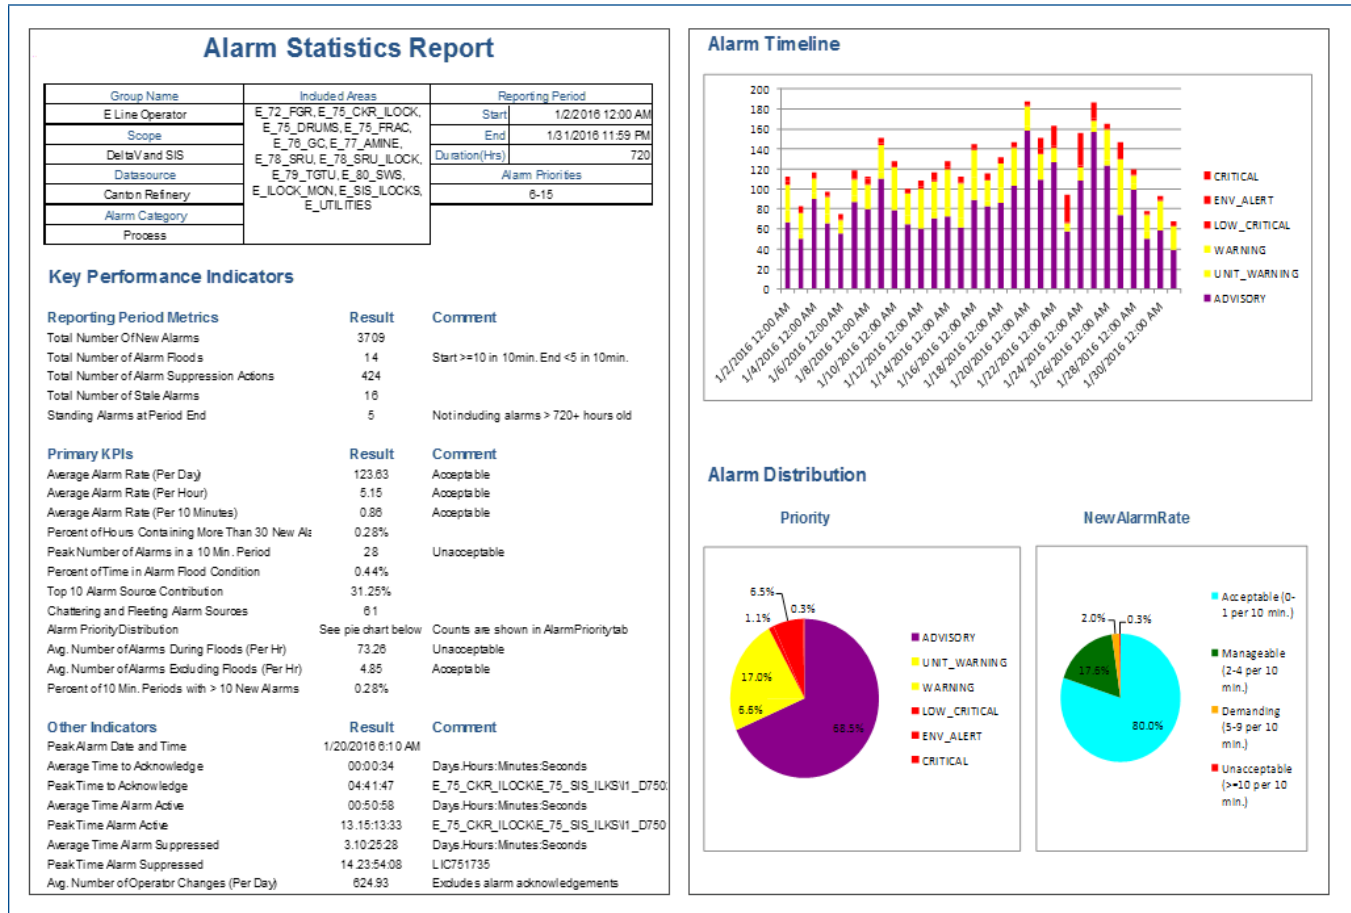 Alarm Statistics Report
Group Name
Included Areas
Reporting Period
E Line Operator
E_72_FGR, E_75_CKR_ILOCK,
E_75_DRUMS, E_75_FRAC,
E_76_GC, E_77_AMINE,
E_78_SRU, E_78_SRU_ILOCK,
E_79_TGTU, E_80_SWS,
E_ILOCK_MON, E_SIS_ILOCKS,
E_UTILITIES
Start 1/2/2016 12:00 AM
Scope
End 1/31/2016 11:59 PM
DeltaV and SIS
Duration(Hrs) 720
Datasource
Alarm Priorities
Canton Refinery
6-15
Alarm Category
Process
Key Performance Indicators
Reporting Period Metrics Result Comment
Total Number Of New Alarms 3709
Total Number of Alarm Floods 14 Start >=10 in 10min. End <5 in 10min.
Total Number of Alarm Suppression Actions 424
Total Number of Stale Alarms 16
Standing Alarms at Period End 5 Not including alarms > 720+ hours old
Primary KPIs Result Comment
Average Alarm Rate (Per Day) 123.63 Acceptable
Average Alarm Rate (Per Hour) 5.15 Acceptable
Average Alarm Rate (Per 10 Minutes) 0.86 Acceptable
Percent of Hours Containing More Than 30 New Ala 0.28%
Peak Number of Alarms in a 10 Min. Period 28 Unacceptable
Percent of Time in Alarm Flood Condition 0.44%
Top 10 Alarm Source Contribution 31.25%
Chattering and Fleeting Alarm Sources 61
Alarm Priority Distribution See pie chart below Counts are shown in AlarmPriority tab
Avg. Number of Alarms During Floods (Per Hr) 73.26 Unacceptable
Avg. Number of Alarms Excluding Floods (Per Hr) 4.85 Acceptable
Percent of 10 Min. Periods with > 10 New Alarms 0.28%
Other Indicators Result Comment
Peak Alarm Date and Time 1/20/2016 6:10 AM
Average Time to Acknowledge 00:00:34 Days.Hours:Minutes:Seconds
Peak Time to Acknowledge 04:41:47 E_75_CKR_ILOCK\E_75_SIS_ILKS\I1_D750
Average Time Alarm Active 00:50:58 Days.Hours:Minutes:Seconds
Peak Time Alarm Active 13.15:13:33 E_75_CKR_ILOCK\E_75_SIS_ILKS\I1_D750
Average Time Alarm Suppressed 3.10:25:28 Days.Hours:Minutes:Seconds
Peak Time Alarm Suppressed 14.23:54:08 LIC751735
Avg. Number of Operator Changes (Per Day) 624.93 Excludes alarm acknowledgements
Alarm Timeline
200
180
160
140
120
100
80
60
40
20
0
1/2/2016 12:00 AM
1/4/2016 12:00 AM
1/6/2016 12:00 AM
1/8/2016 12:00 AM
1/10/2016 12:00 AM
1/12/2016 12:00 AM
1/14/2016 12:00 AM
1/16/2016 12:00 AM
1/18/2016 12:00 AM
1/20/2016 12:00 AM
1/22/2016 12:00 AM
1/24/2016 12:00 AM
1/26/2016 12:00 AM
1/28/2016 12:00 AM
1/30/2016 12:00 AM
CRITICAL
ENV_ALERT
LOW_CRITICAL
WARNING
UNIT_WARNING
ADVISORY
Alarm Distribution
Priority
6.5%
0.3%
1.1%
17.0%
6.6%
68.5%
ADVISORY
UNIT_WARNING
WARNING
LOW_CRITICAL
ENV_ALERT
CRITICAL
NewAlarmRate
2.0%
0.3%
17.6%
80.0%
Acceptable (0-
1 per 10 min.)
Manageable
(2-4 per 10
min.)
Demanding
(5-9 per 10
min.)
Unacceptable
(>=10 per 10
min.)